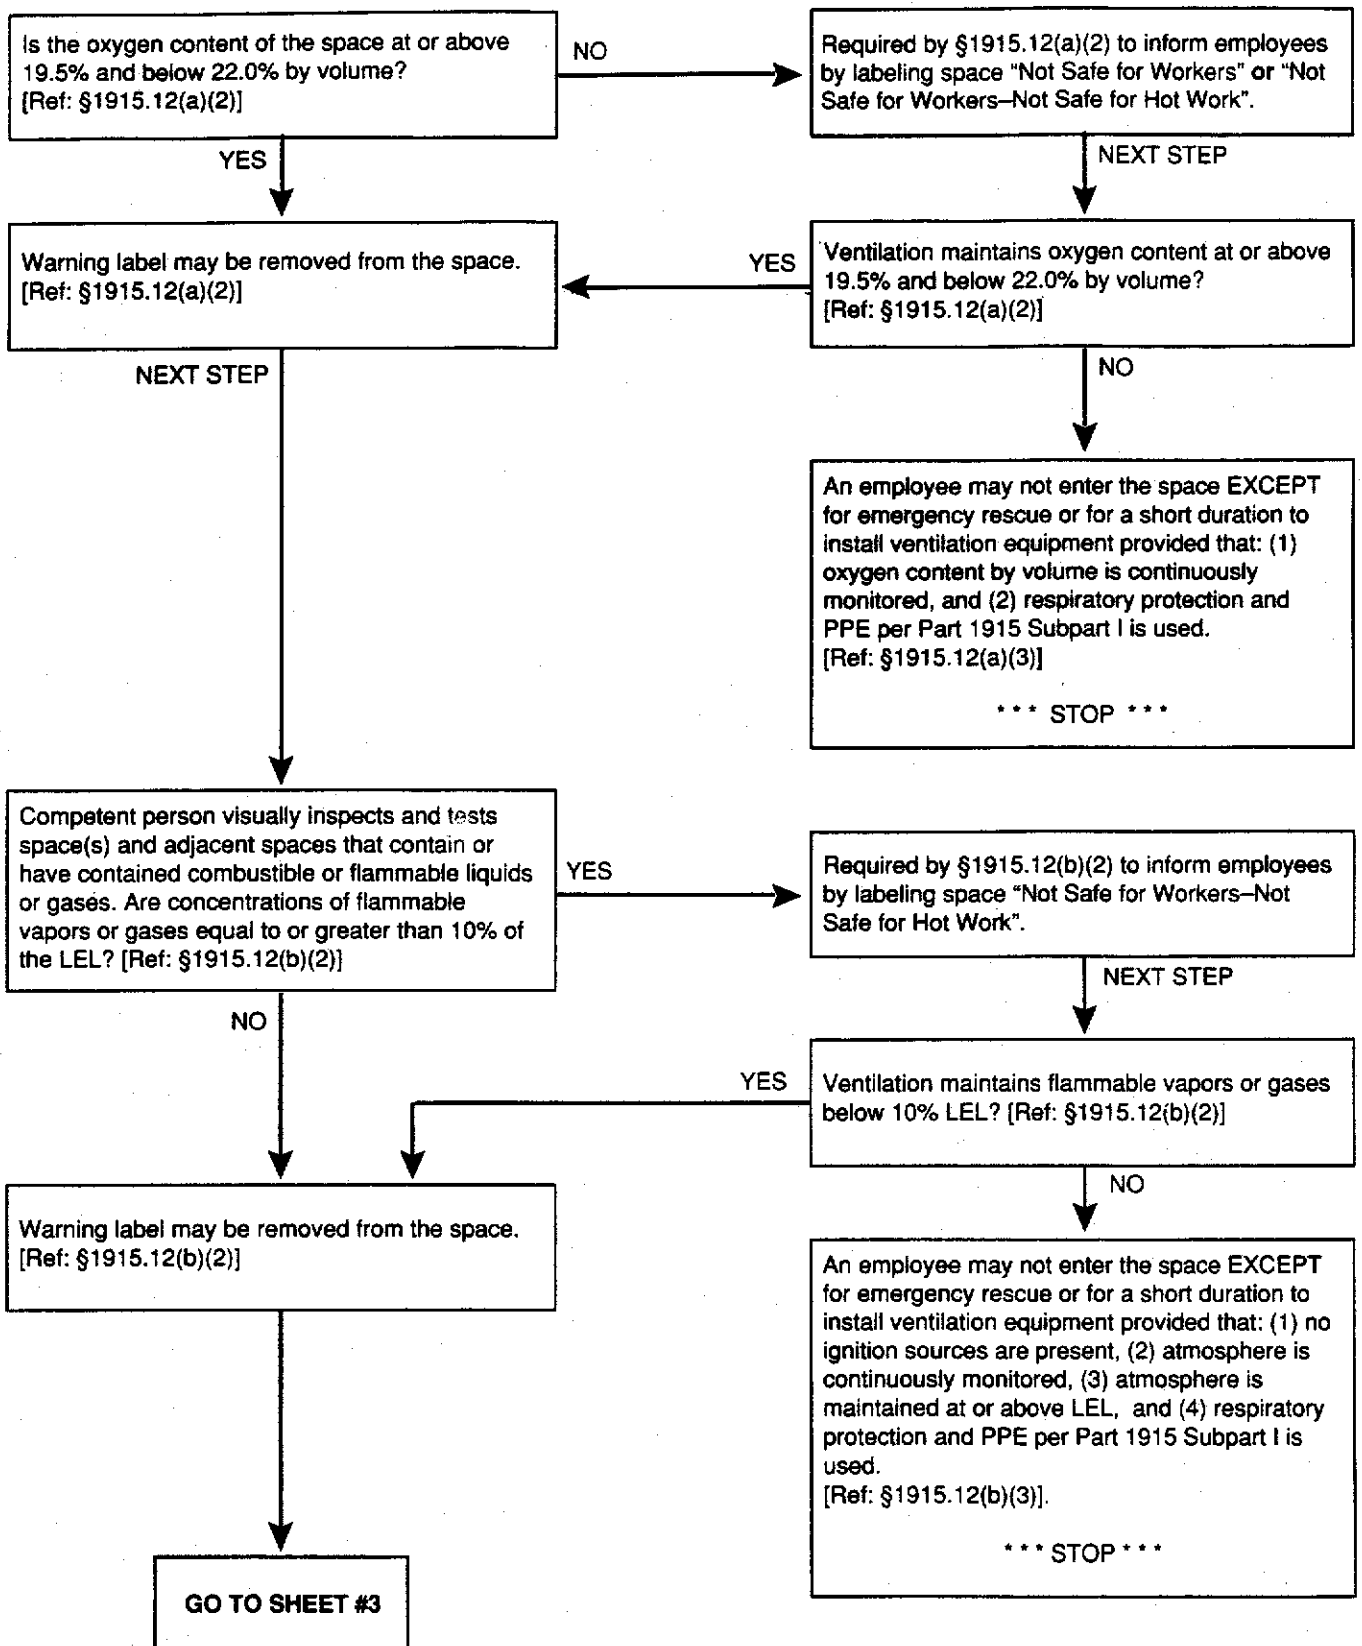 Is the oxygen content of the space at or above
19.5% and below 22.0% by volume?
[Ref: §1915.12(a)(2)]
NO
Required by §1915.12(a)(2) to inform employees
by labeling space "Not Safe for Workers" or "Not
Safe for Workers–Not Safe for Hot Work".
YES
NEXT STEP
Warning label may be removed from the space.
[Ref: §1915.12(a)(2)]
YES
Ventilation maintains oxygen content at or above
19.5% and below 22.0% by volume?
[Ref: §1915.12(a)(2)]
NEXT STEP
NO
An employee may not enter the space EXCEPT
for emergency rescue or for a short duration to
install ventilation equipment provided that: (1)
oxygen content by volume is continuously
monitored, and (2) respiratory protection and
PPE per Part 1915 Subpart I is used.
[Ref: §1915.12(a)(3)]
* * * STOP * * *
Competent person visually inspects and tests
space(s) and adjacent spaces that contain or
have contained combustible or flammable liquids
or gases. Are concentrations of flammable
vapors or gases equal to or greater than 10% of
the LEL? [Ref: §1915.12(b)(2)]
YES
Required by §1915.12(b)(2) to inform employees
by labeling space "Not Safe for Workers–Not
Safe for Hot Work".
NEXT STEP
NO
YES
Ventilation maintains flammable vapors or gases
below 10% LEL? [Ref: §1915.12(b)(2)]
NO
Warning label may be removed from the space.
[Ref: §1915.12(b)(2)]
An employee may not enter the space EXCEPT
for emergency rescue or for a short duration to
install ventilation equipment provided that: (1) no
ignition sources are present, (2) atmosphere is
continuously monitored, (3) atmosphere is
maintained at or above LEL, and (4) respiratory
protection and PPE per Part 1915 Subpart I is
used.
[Ref: §1915.12(b)(3)].
* * * STOP * * *
GO TO SHEET #3